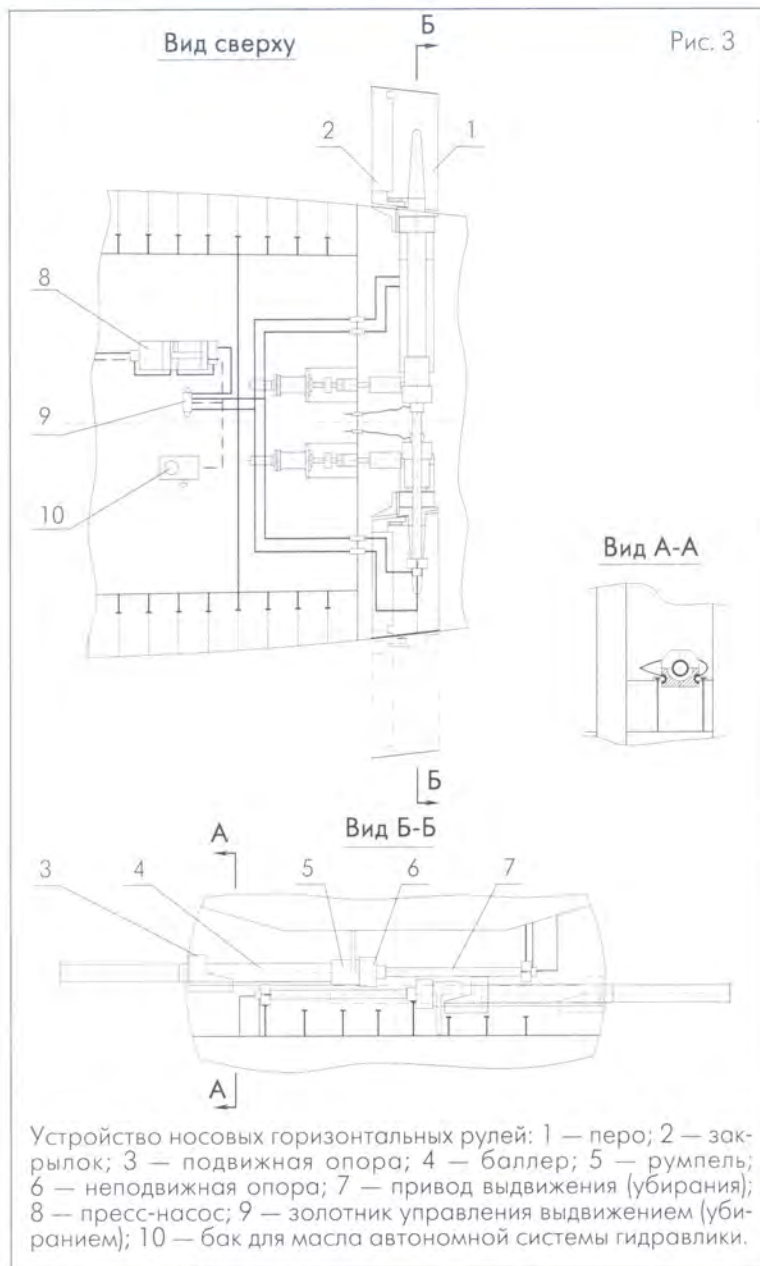 Вид сверху
Б
Рис. 3
2
1
8
9
10
Вид А-А
Б
А
Вид Б-Б
3
4
5
6
7
А
Устройство носовых горизонтальных рулей: 1 — перо; 2 — зак-
рылок; 3 — подвижная опора; 4 — баллер; 5 — румпель;
6 — неподвижная опора; 7 — привод выдвижения (убирания);
8 — пресс-насос; 9 — золотник управления выдвижением (уби-
ранием); 10 — бак для масла автономной системы гидравлики.